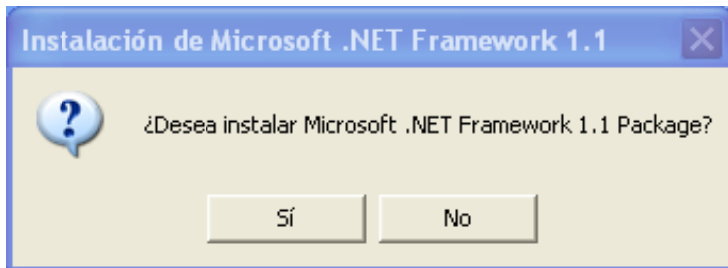 Instalación de Microsoft .NET Framework 1.1
¿Desea instalar Microsoft .NET Framework 1.1 Package?
Sí
No